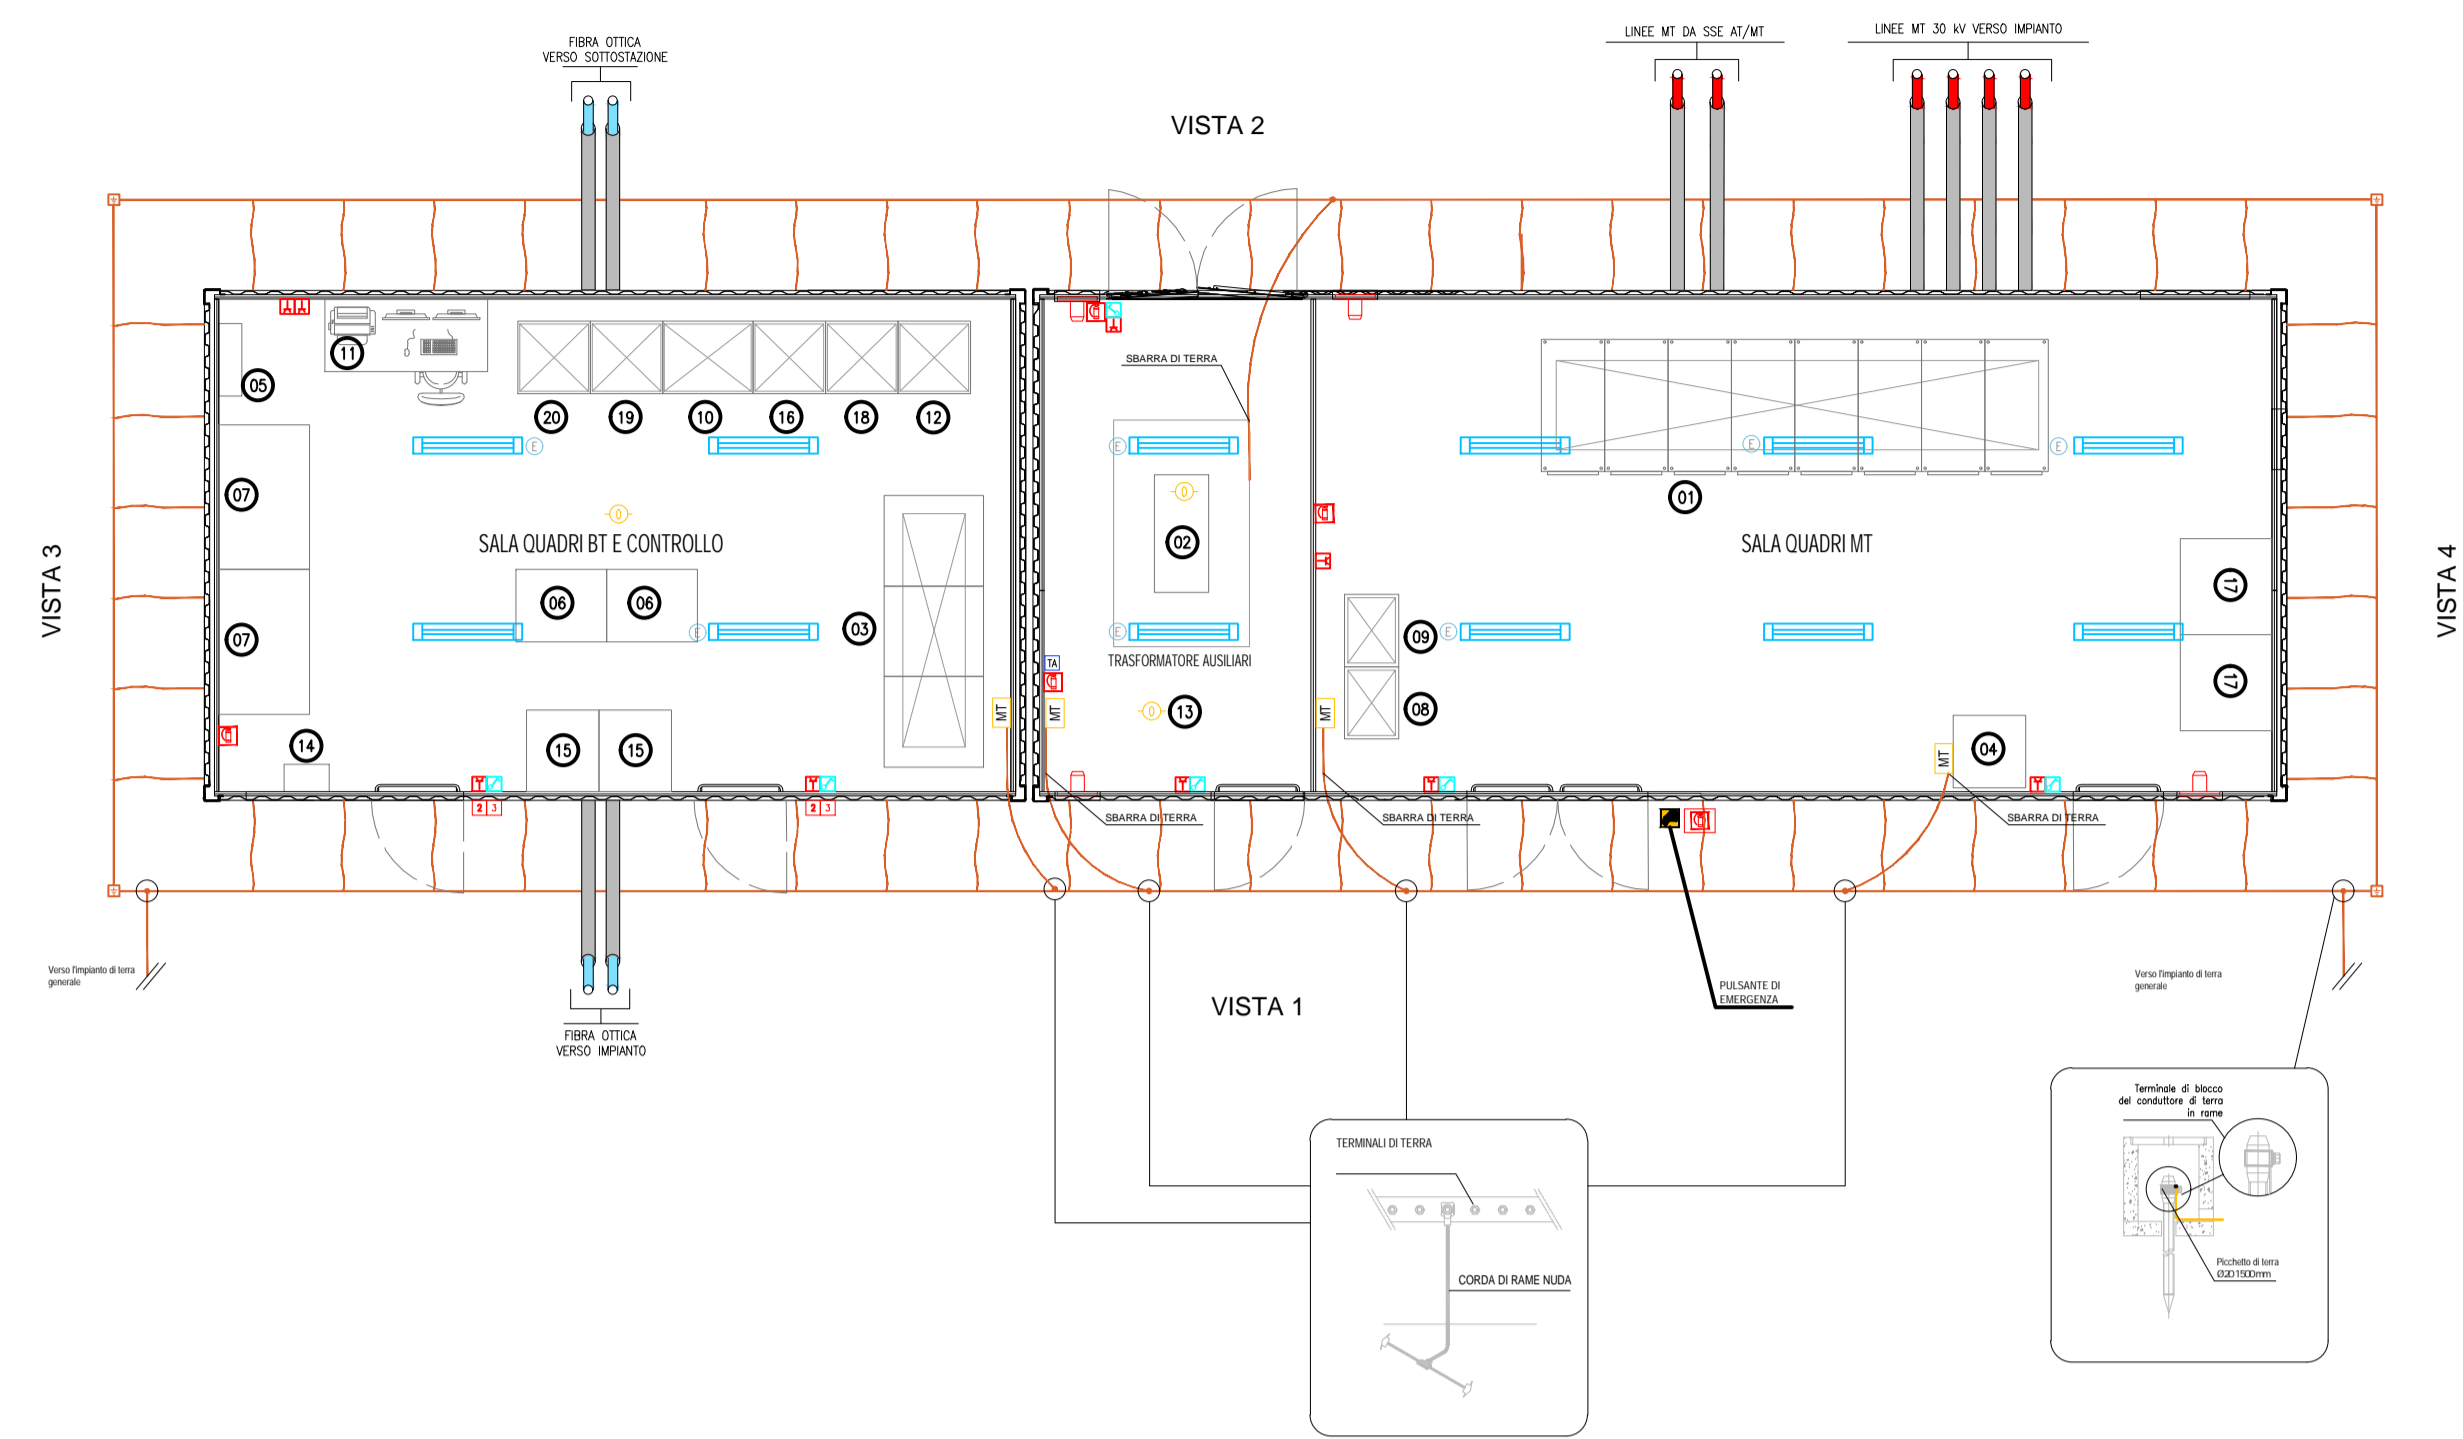 FIBRA OTTICA
VERSO SOTTOSTAZIONE
LINEE MT DA SSE AT/MT
LINEE MT 30 kV VERSO IMPIANTO
VISTA 2
VISTA 3
VISTA 4
11
05
20
19
10
16
18
12
E
07
SALA QUADRI BT E CONTROLLO
06
06
E
03
07
14
15
15
MT
2 3
2 3
SBARRA DI TERRA
E
02
E
TRASFORMATORE AUSILIARI
TA
MT
13
E
E
01
SALA QUADRI MT
17
17
09
E
08
MT
MT
04
SBARRA DI TERRA
SBARRA DI TERRA
SBARRA DI TERRA
Verso l'impianto di terra
generale
Verso l'impianto di terra
generale
PULSANTE DI
EMERGENZA
VISTA 1
FIBRA OTTICA
VERSO IMPIANTO
TERMINALI DI TERRA
CORDA DI RAME NUDA
Terminale di blocco
del conduttore di terra
in rame
Picchetto di terra
Ø20 1500mm